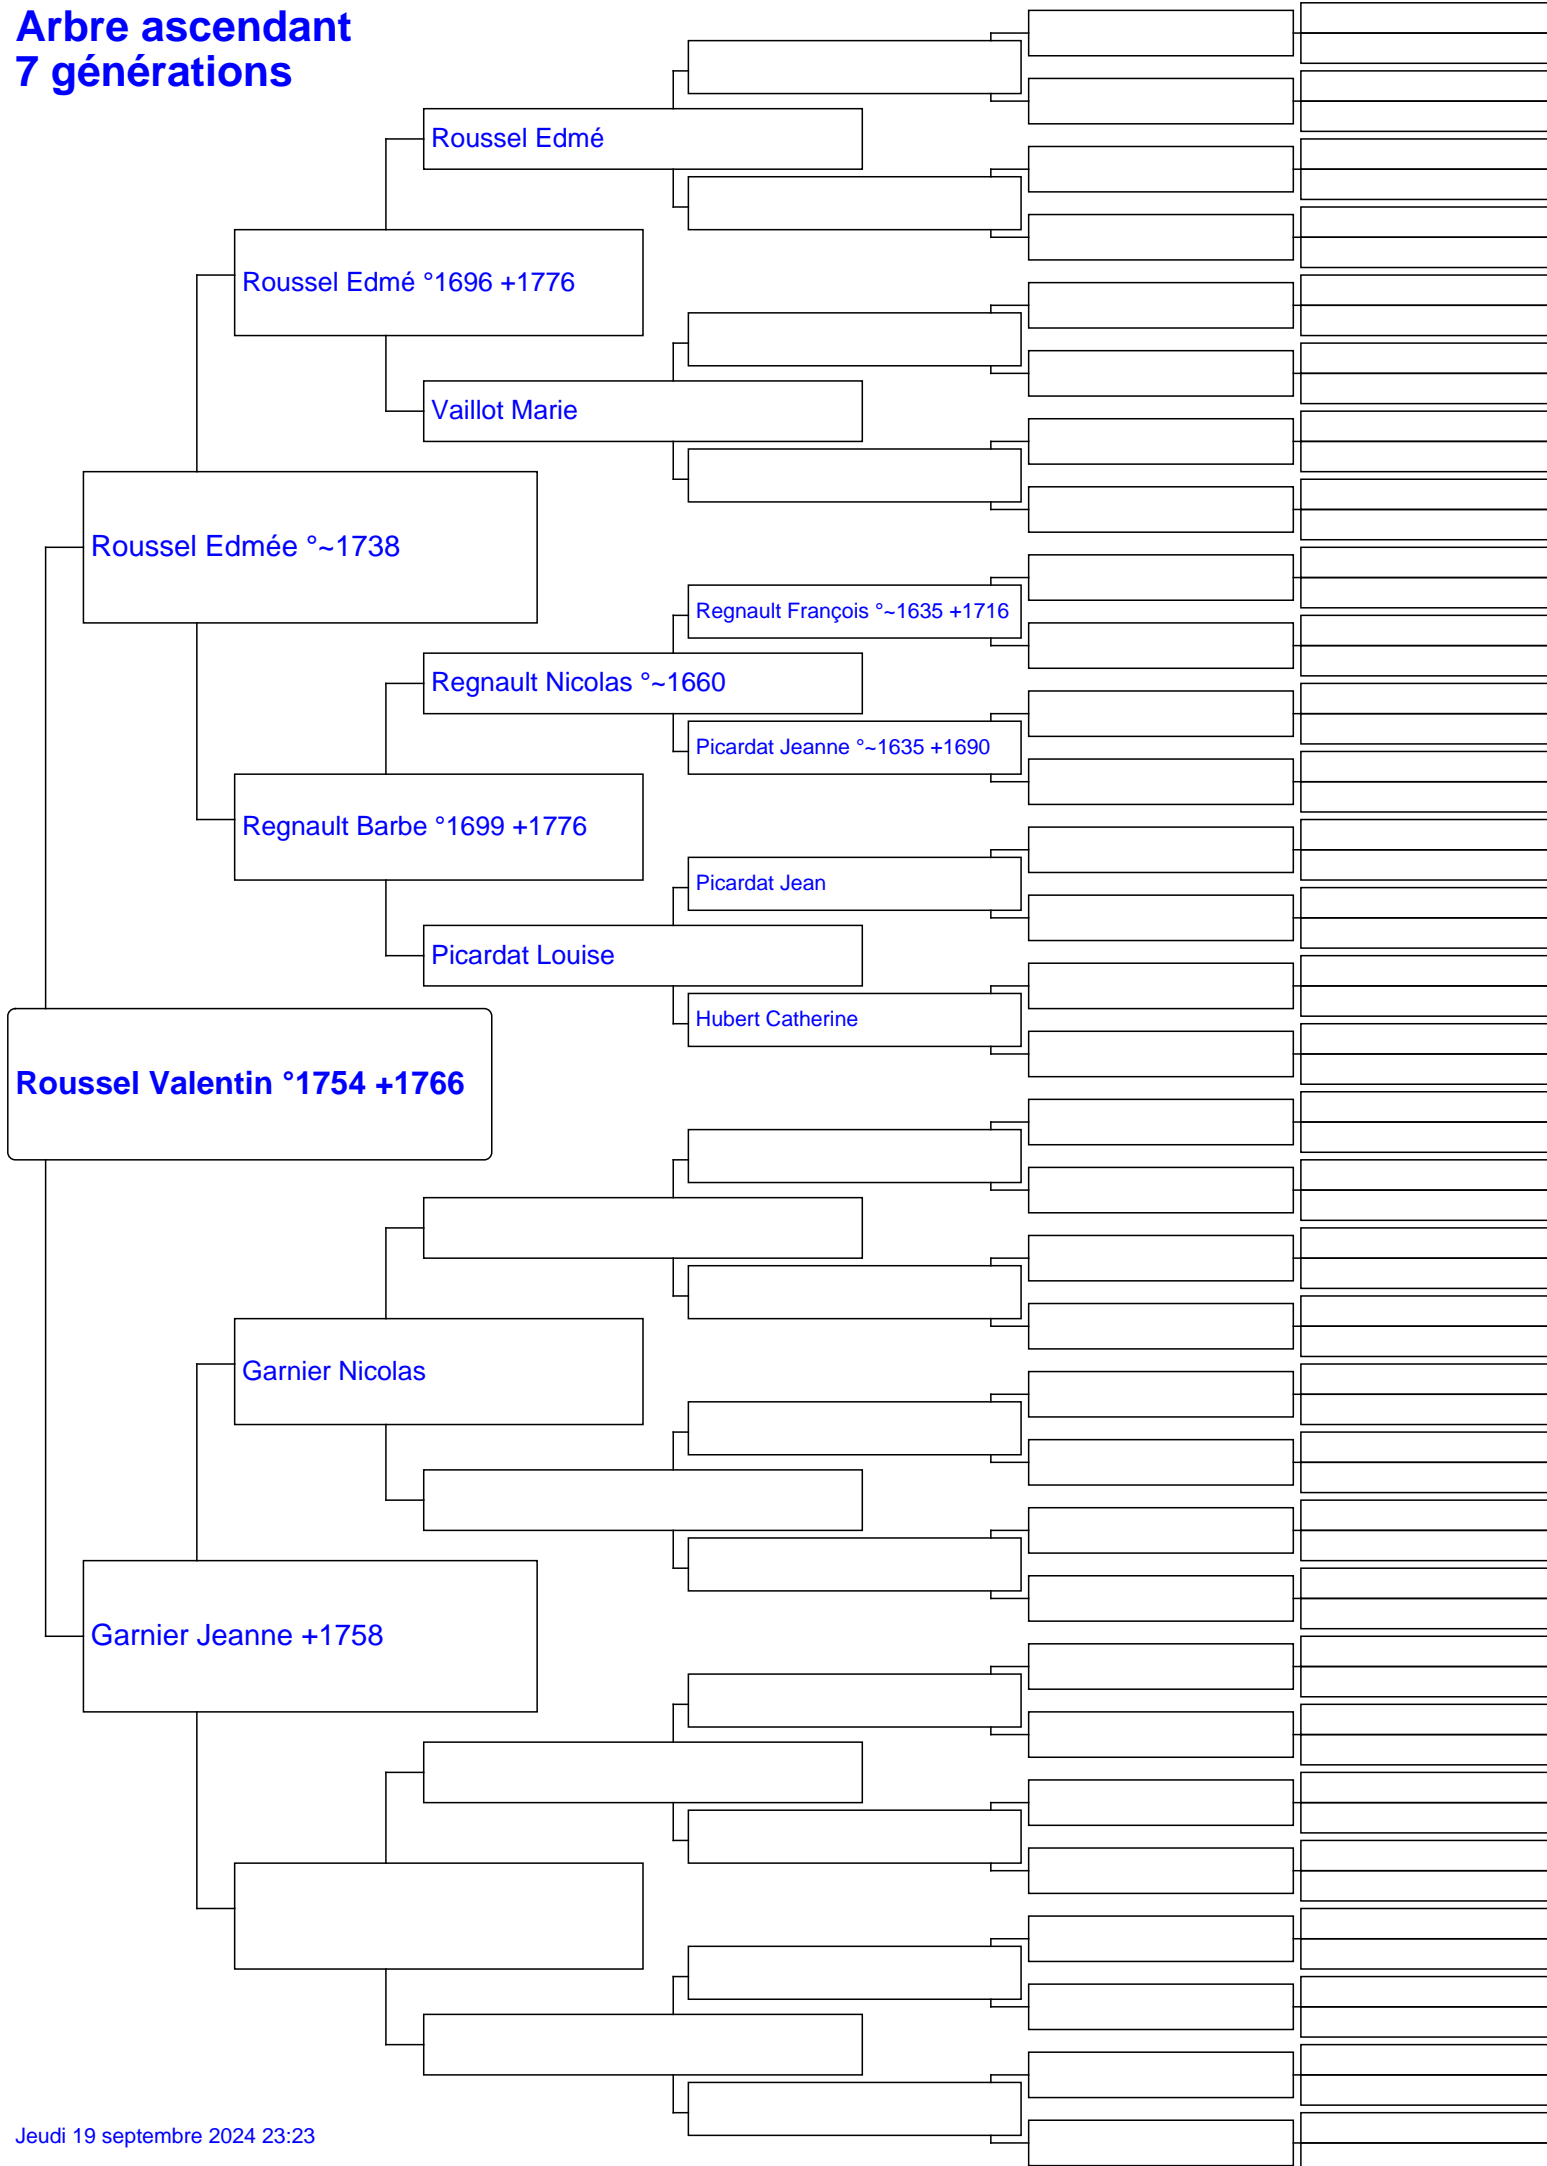 Arbre ascendant
7 générations
Roussel Edmé
Roussel Edmé °1696 +1776
Vaillot Marie
Roussel Edmée °~1738
Regnault François °~1635 +1716
Regnault Nicolas °~1660
Picardat Jeanne °~1635 +1690
Regnault Barbe °1699 +1776
Picardat Jean
Picardat Louise
Hubert Catherine
Roussel Valentin °1754 +1766
Garnier Nicolas
Garnier Jeanne +1758
Jeudi 19 septembre 2024 23:23